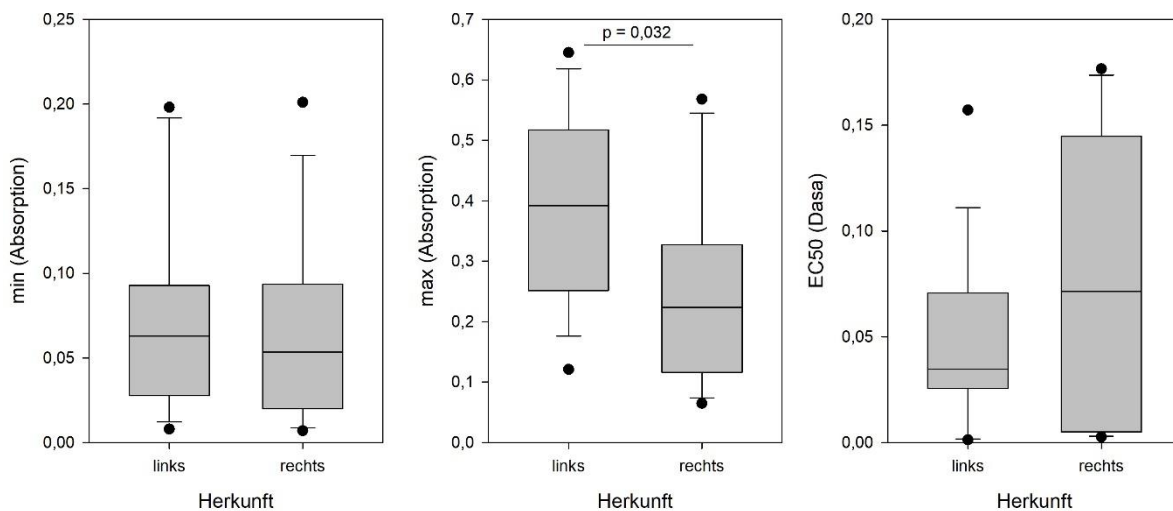 min (Absorption)
0,25
0,20
0,15
0,10
0,05
0,00
links
rechts
Herkunft
max (Absorption)
0,7
0,6
0,5
0,4
0,3
0,2
0,1
0,0
p = 0,032
links
rechts
Herkunft
EC50 (Dasa)
0,20
0,15
0,10
0,05
0,00
links
rechts
Herkunft